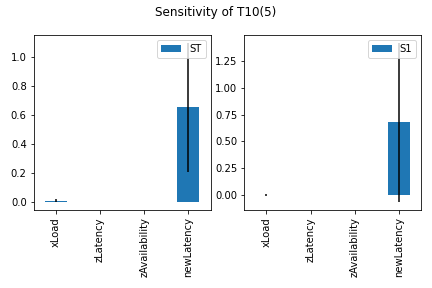 Sensitivity of T10(5)
ST
1.0
0.8
0.6
0.4
0.2
0.0
xLoad
zLatency
zAvailability
newLatency
S1
1.25
1.00
0.75
0.50
0.25
0.00
xLoad
zLatency
zAvailability
newLatency